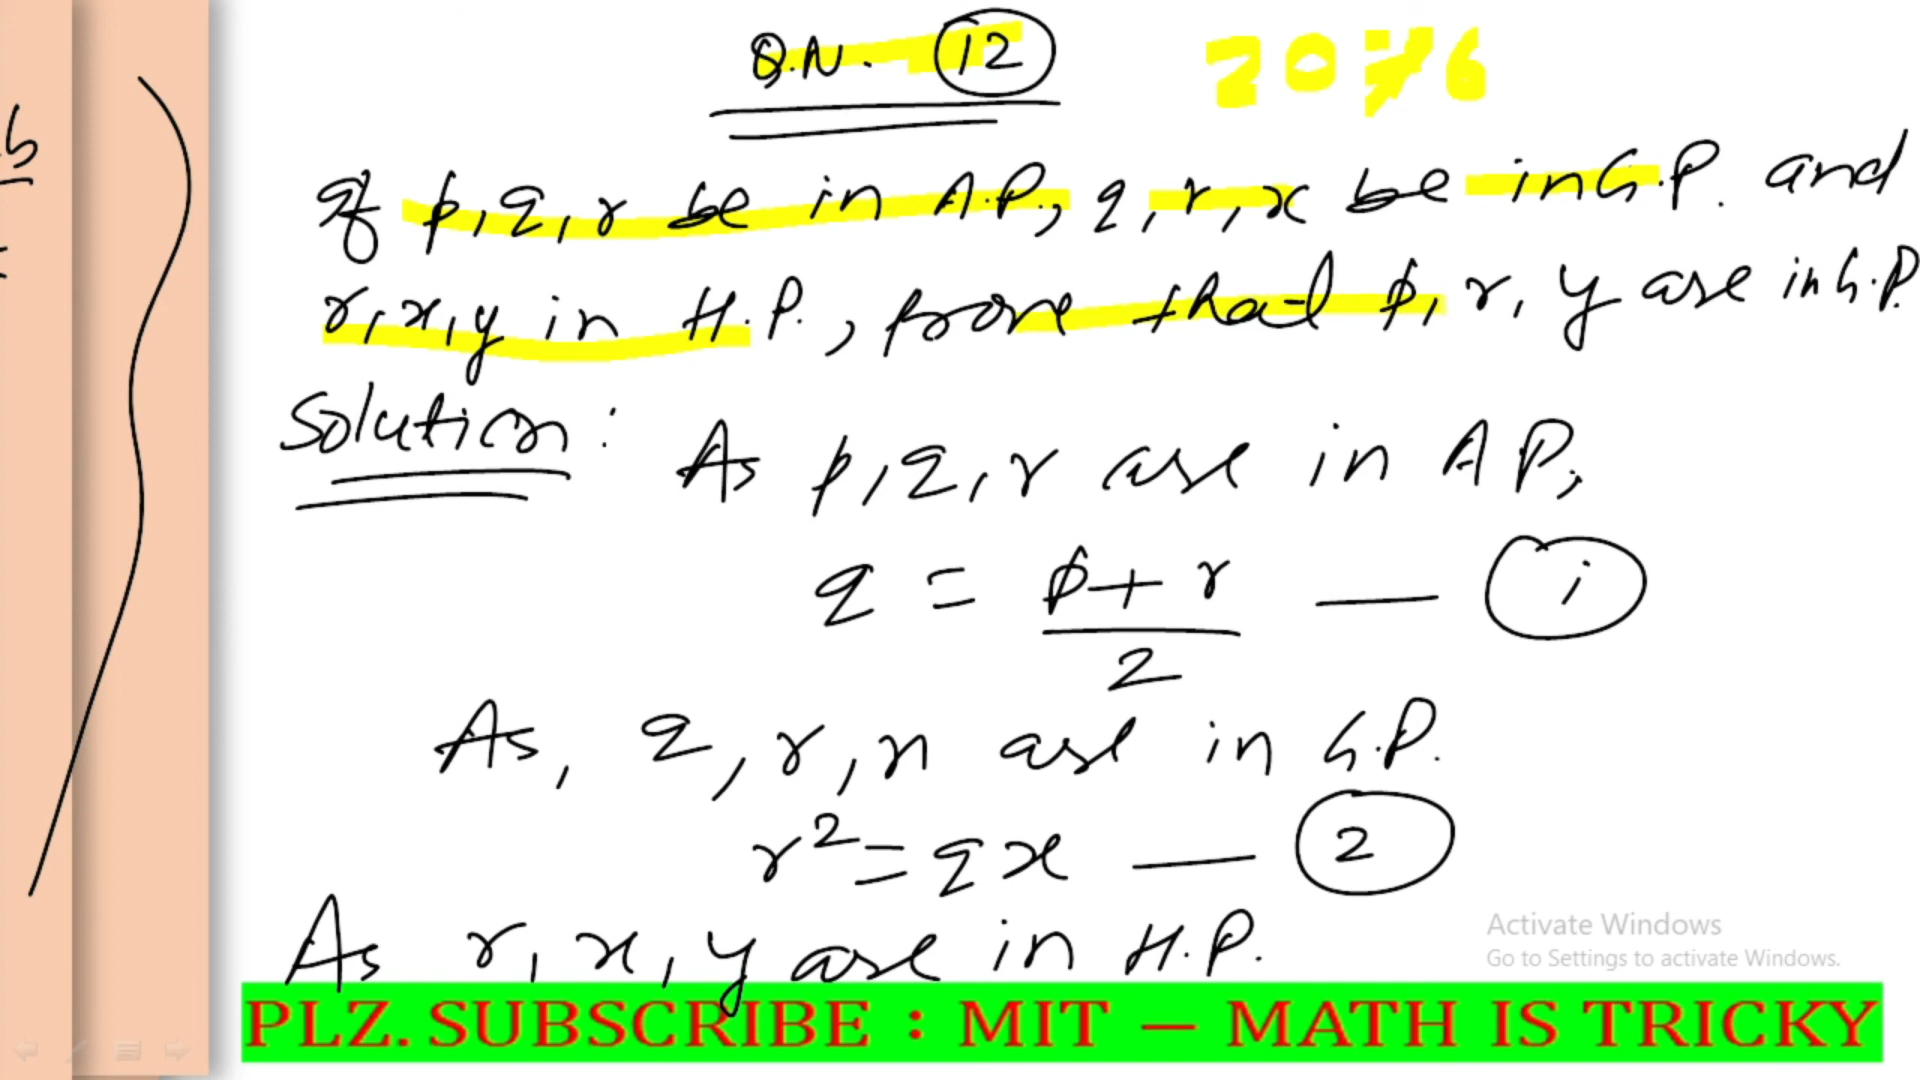 Q.N. 12 2076
If p, q, r be in A.P., q, r, x be in G.P. and
r, x, y in H.P., prove that p, r, y are in G.P.
Solution: As p, q, r are in AP,
q = p + r / 2 — i
As, q, r, n are in G.P.
r² = qx — 2
As r, x, y are in H.P.
Activate Windows
Go to Settings to activate Windows.
PLZ. SUBSCRIBE : MIT – MATH IS TRICKY